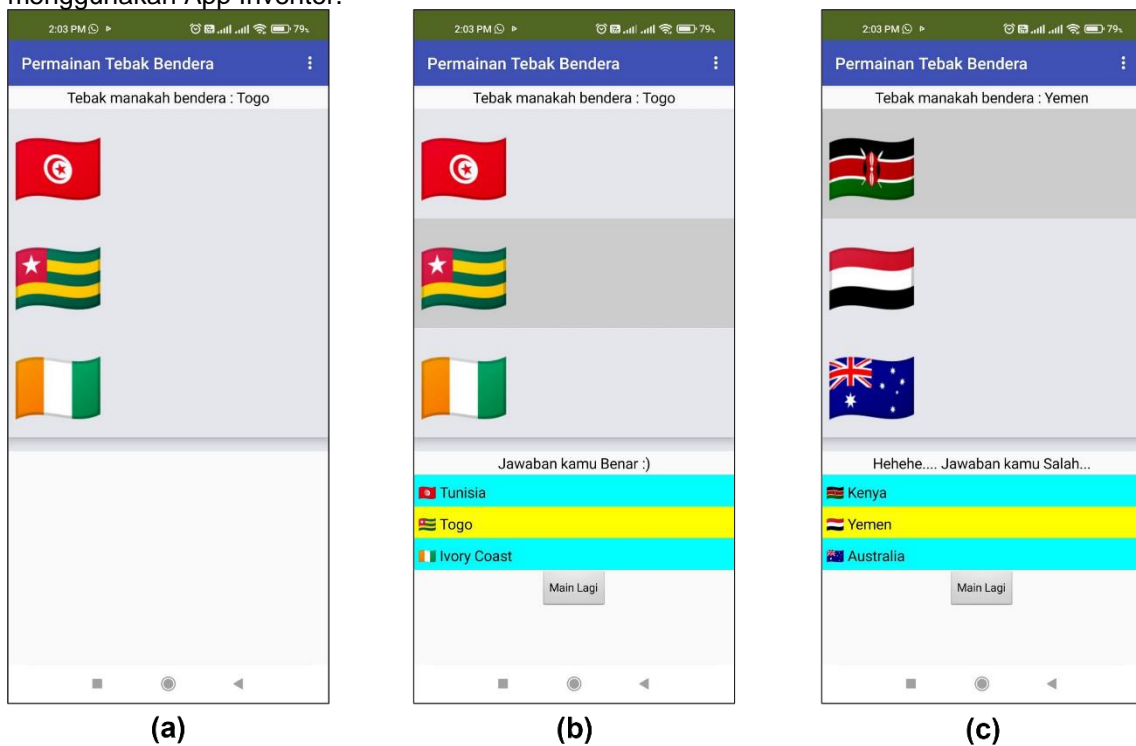 menggunakan App Inventor.
2:03 PM 79%
Permainan Tebak Bendera
Tebak manakah bendera : Togo
(a)
2:03 PM 79%
Permainan Tebak Bendera
Tebak manakah bendera : Togo
Jawaban kamu Benar :)
Tunisia
Togo
Ivory Coast
Main Lagi
(b)
2:03 PM 79%
Permainan Tebak Bendera
Tebak manakah bendera : Yemen
Hehehe.... Jawaban kamu Salah...
Kenya
Yemen
Australia
Main Lagi
(c)